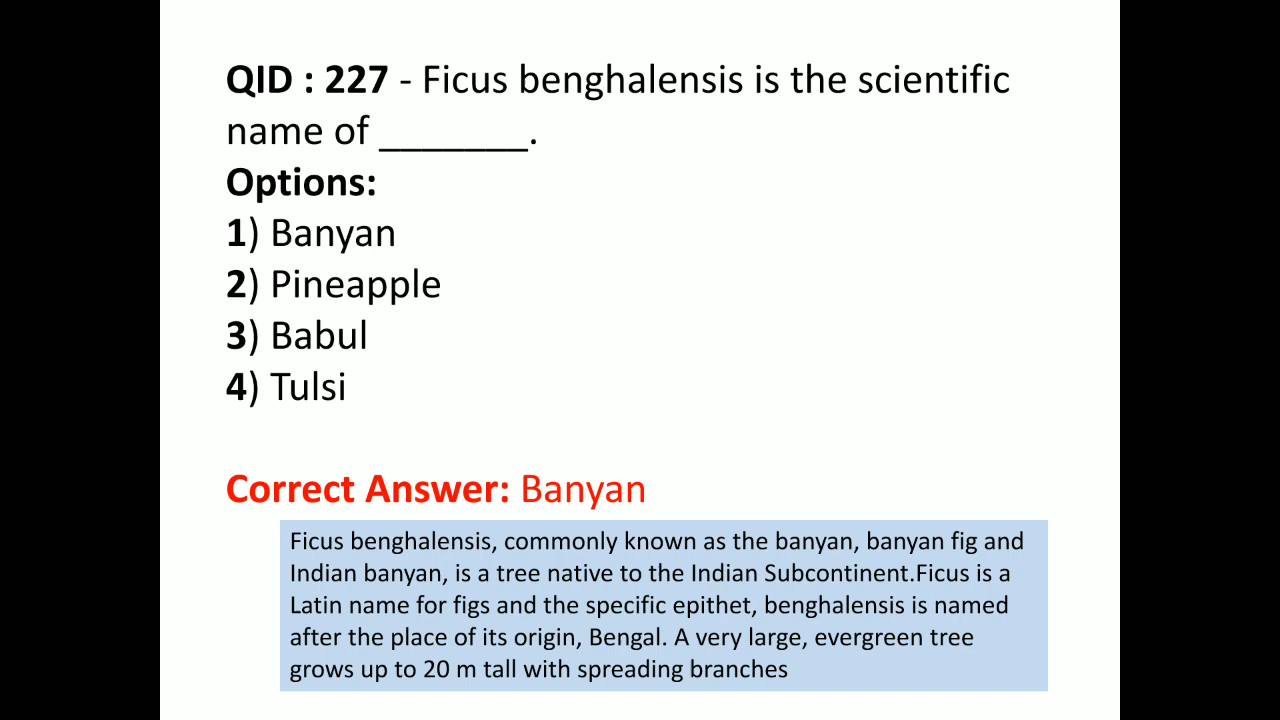 QID : 227 - Ficus benghalensis is the scientific
name of _______.
Options:
1) Banyan
2) Pineapple
3) Babul
4) Tulsi
Correct Answer: Banyan
Ficus benghalensis, commonly known as the banyan, banyan fig and
Indian banyan, is a tree native to the Indian Subcontinent.Ficus is a
Latin name for figs and the specific epithet, benghalensis is named
after the place of its origin, Bengal. A very large, evergreen tree
grows up to 20 m tall with spreading branches